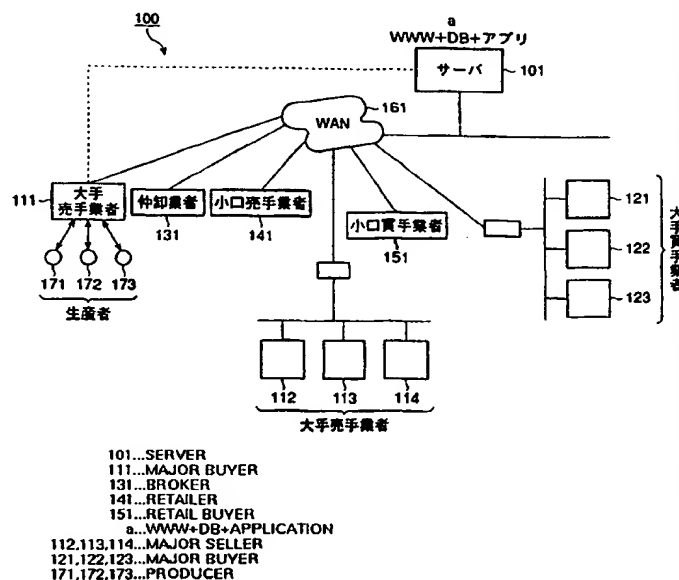 100
a
WWW+DB+アプリ
サーバ
101
161
WAN
111
大手
売手業者
仲卸業者
131
小口売手業者
141
小口買手業者
151
121
122
123
大手買手業者
171 172 173
生産者
112 113 114
大手売手業者
101...SERVER
111...MAJOR BUYER
131...BROKER
141...RETAILER
151...RETAIL BUYER
a...WWW+DB+APPLICATION
112,113,114...MAJOR SELLER
121,122,123...MAJOR BUYER
171,172,173...PRODUCER